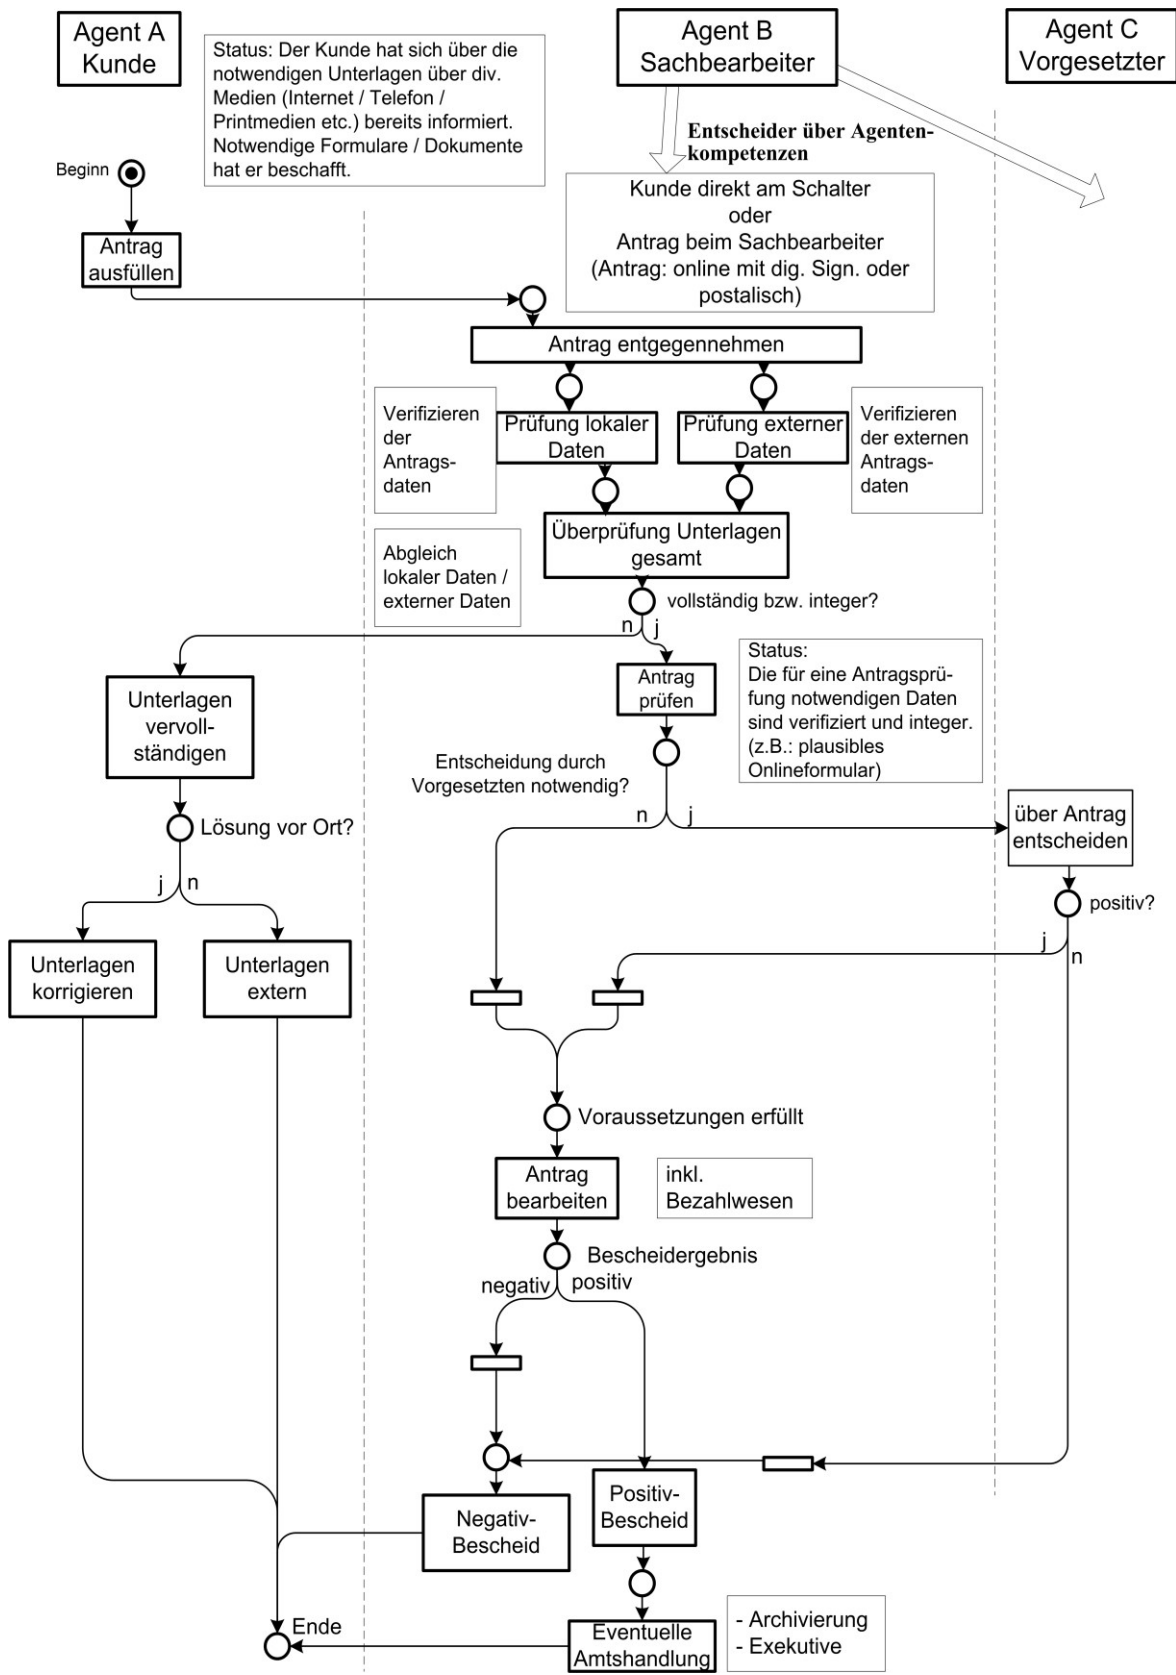 Agent A
Kunde
Status: Der Kunde hat sich über die
notwendigen Unterlagen über div.
Medien (Internet / Telefon /
Printmedien etc.) bereits informiert.
Notwendige Formulare / Dokumente
hat er beschafft.
Agent B
Sachbearbeiter
Agent C
Vorgesetzter
Entscheider über Agenten-
kompetenzen
Beginn
Kunde direkt am Schalter
oder
Antrag beim Sachbearbeiter
(Antrag: online mit dig. Sign. oder
postalisch)
Antrag
ausfüllen
Antrag entgegennehmen
Verifizieren
der
Antrags-
daten
Prüfung lokaler
Daten
Prüfung externer
Daten
Verifizieren
der externen
Antrags-
daten
Überprüfung Unterlagen
gesamt
Abgleich
lokaler Daten /
externer Daten
vollständig bzw. integer?
n
j
Unterlagen
vervoll-
ständigen
Antrag
prüfen
Status:
Die für eine Antragsprü-
fung notwendigen Daten
sind verifiziert und integer.
(z.B.: plausibles
Onlineformular)
Entscheidung durch
Vorgesetzten notwendig?
n
j
über Antrag
entscheiden
Lösung vor Ort?
j
n
positiv?
j
n
Unterlagen
korrigieren
Unterlagen
extern
Voraussetzungen erfüllt
Antrag
bearbeiten
inkl.
Bezahlwesen
Bescheidergebnis
negativ
positiv
Negativ-
Bescheid
Positiv-
Bescheid
Ende
Eventuelle
Amtshandlung
- Archivierung
- Exekutive